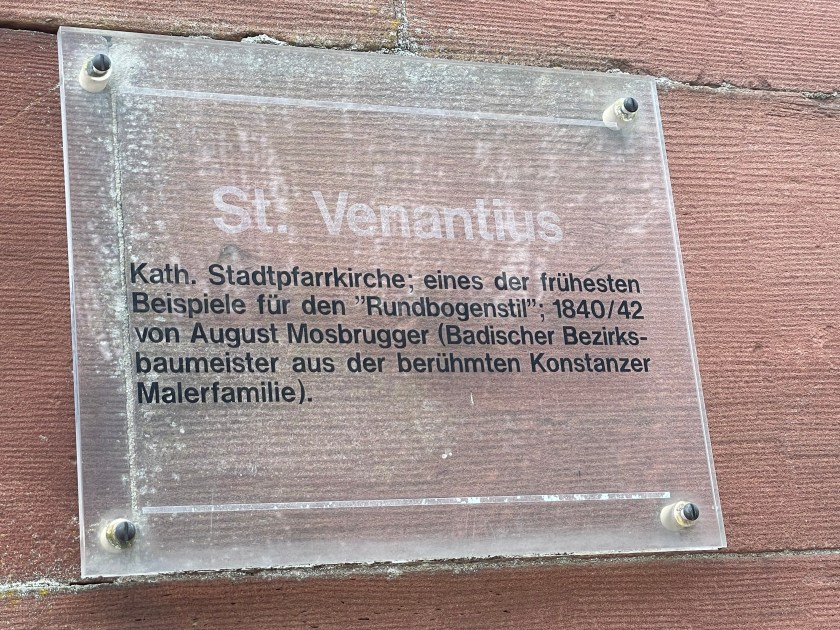 St. Venantius
Kath. Stadtpfarrkirche; eines der frühesten
Beispiele für den "Rundbogenstil"; 1840/42
von August Mosbrugger (Badischer Bezirks-
baumeister aus der berühmten Konstanzer
Malerfamilie).